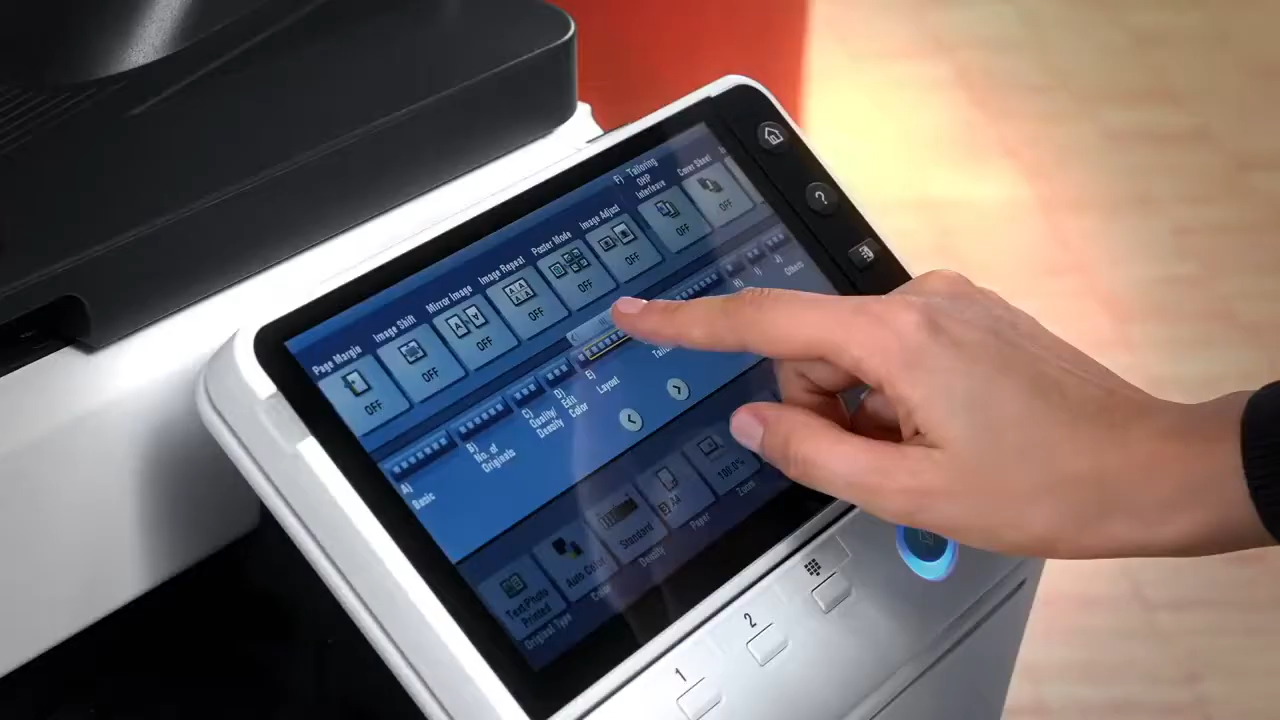 Page Margin
OFF
Image Shift
OFF
Mirror Image
OFF
Image Repeat
OFF
Poster Mode
OFF
Image Adjust
OFF
F) Tailoring
OHP
Interleave
OFF
Cover Sheet
OFF
A)
Basic
B)
No. of
Originals
C)
Quality/
Density
D)
Edit
Color
E)
Layout
H)
I)
J)
Others
Text/Photo
Printed
Original Type
Auto Color
Color
Standard
Density
A4
Paper
100.0%
Zoom
?
1
2